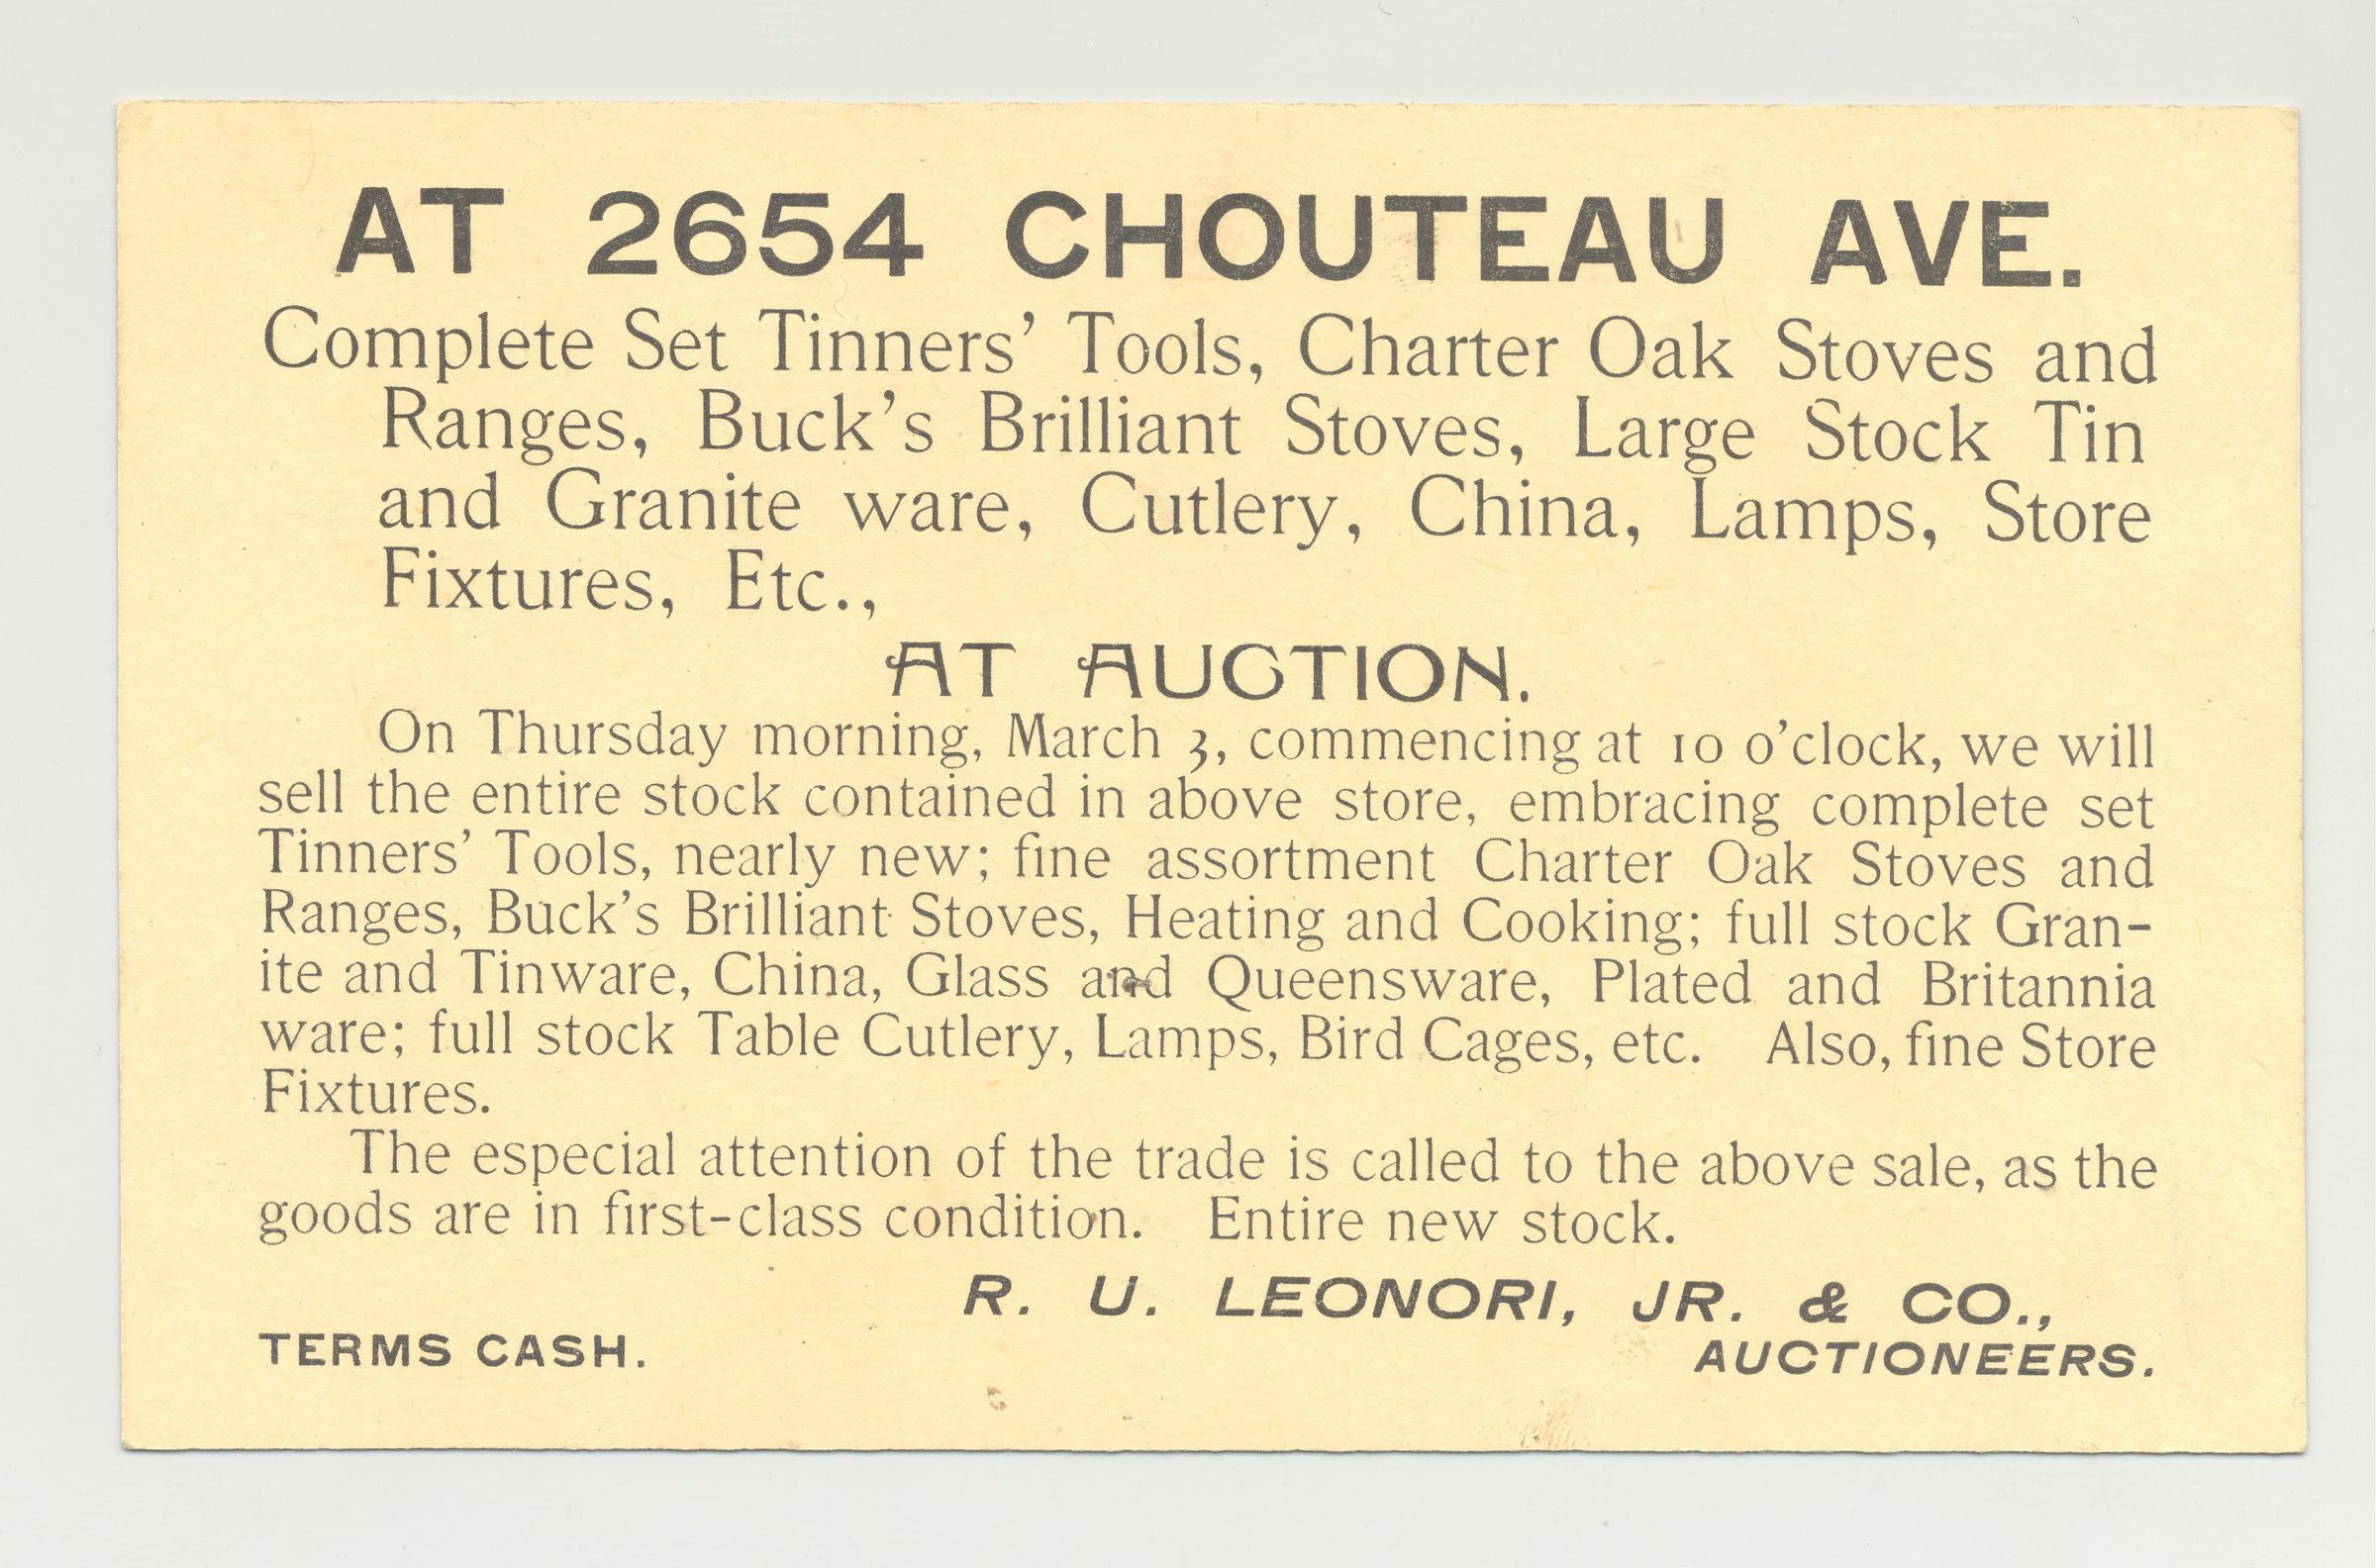 AT 2654 CHOUTEAU AVE.
Complete Set Tinners' Tools, Charter Oak Stoves and
Ranges, Buck's Brilliant Stoves, Large Stock Tin
and Granite ware, Cutlery, China, Lamps, Store
Fixtures, Etc.,
AT AUCTION.
On Thursday morning, March 3, commencing at 10 o'clock, we will
sell the entire stock contained in above store, embracing complete set
Tinners' Tools, nearly new; fine assortment Charter Oak Stoves and
Ranges, Buck's Brilliant Stoves, Heating and Cooking; full stock Gran-
ite and Tinware, China, Glass and Queensware, Plated and Britannia
ware; full stock Table Cutlery, Lamps, Bird Cages, etc. Also, fine Store
Fixtures.
The especial attention of the trade is called to the above sale, as the
goods are in first-class condition. Entire new stock.
R. U. LEONORI, JR. & CO.,
TERMS CASH. AUCTIONEERS.